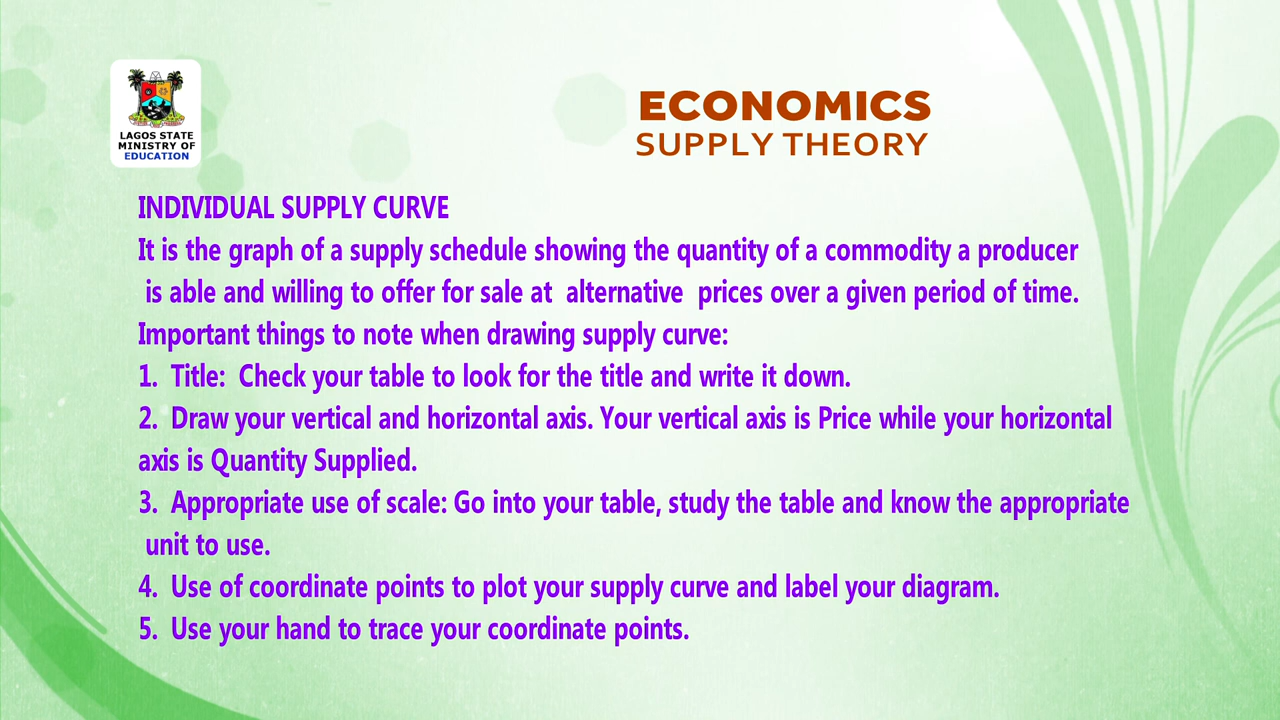 LAGOS STATE
MINISTRY OF
EDUCATION
ECONOMICS
SUPPLY THEORY
INDIVIDUAL SUPPLY CURVE
It is the graph of a supply schedule showing the quantity of a commodity a producer
is able and willing to offer for sale at alternative prices over a given period of time.
Important things to note when drawing supply curve:
1. Title: Check your table to look for the title and write it down.
2. Draw your vertical and horizontal axis. Your vertical axis is Price while your horizontal
axis is Quantity Supplied.
3. Appropriate use of scale: Go into your table, study the table and know the appropriate
unit to use.
4. Use of coordinate points to plot your supply curve and label your diagram.
5. Use your hand to trace your coordinate points.